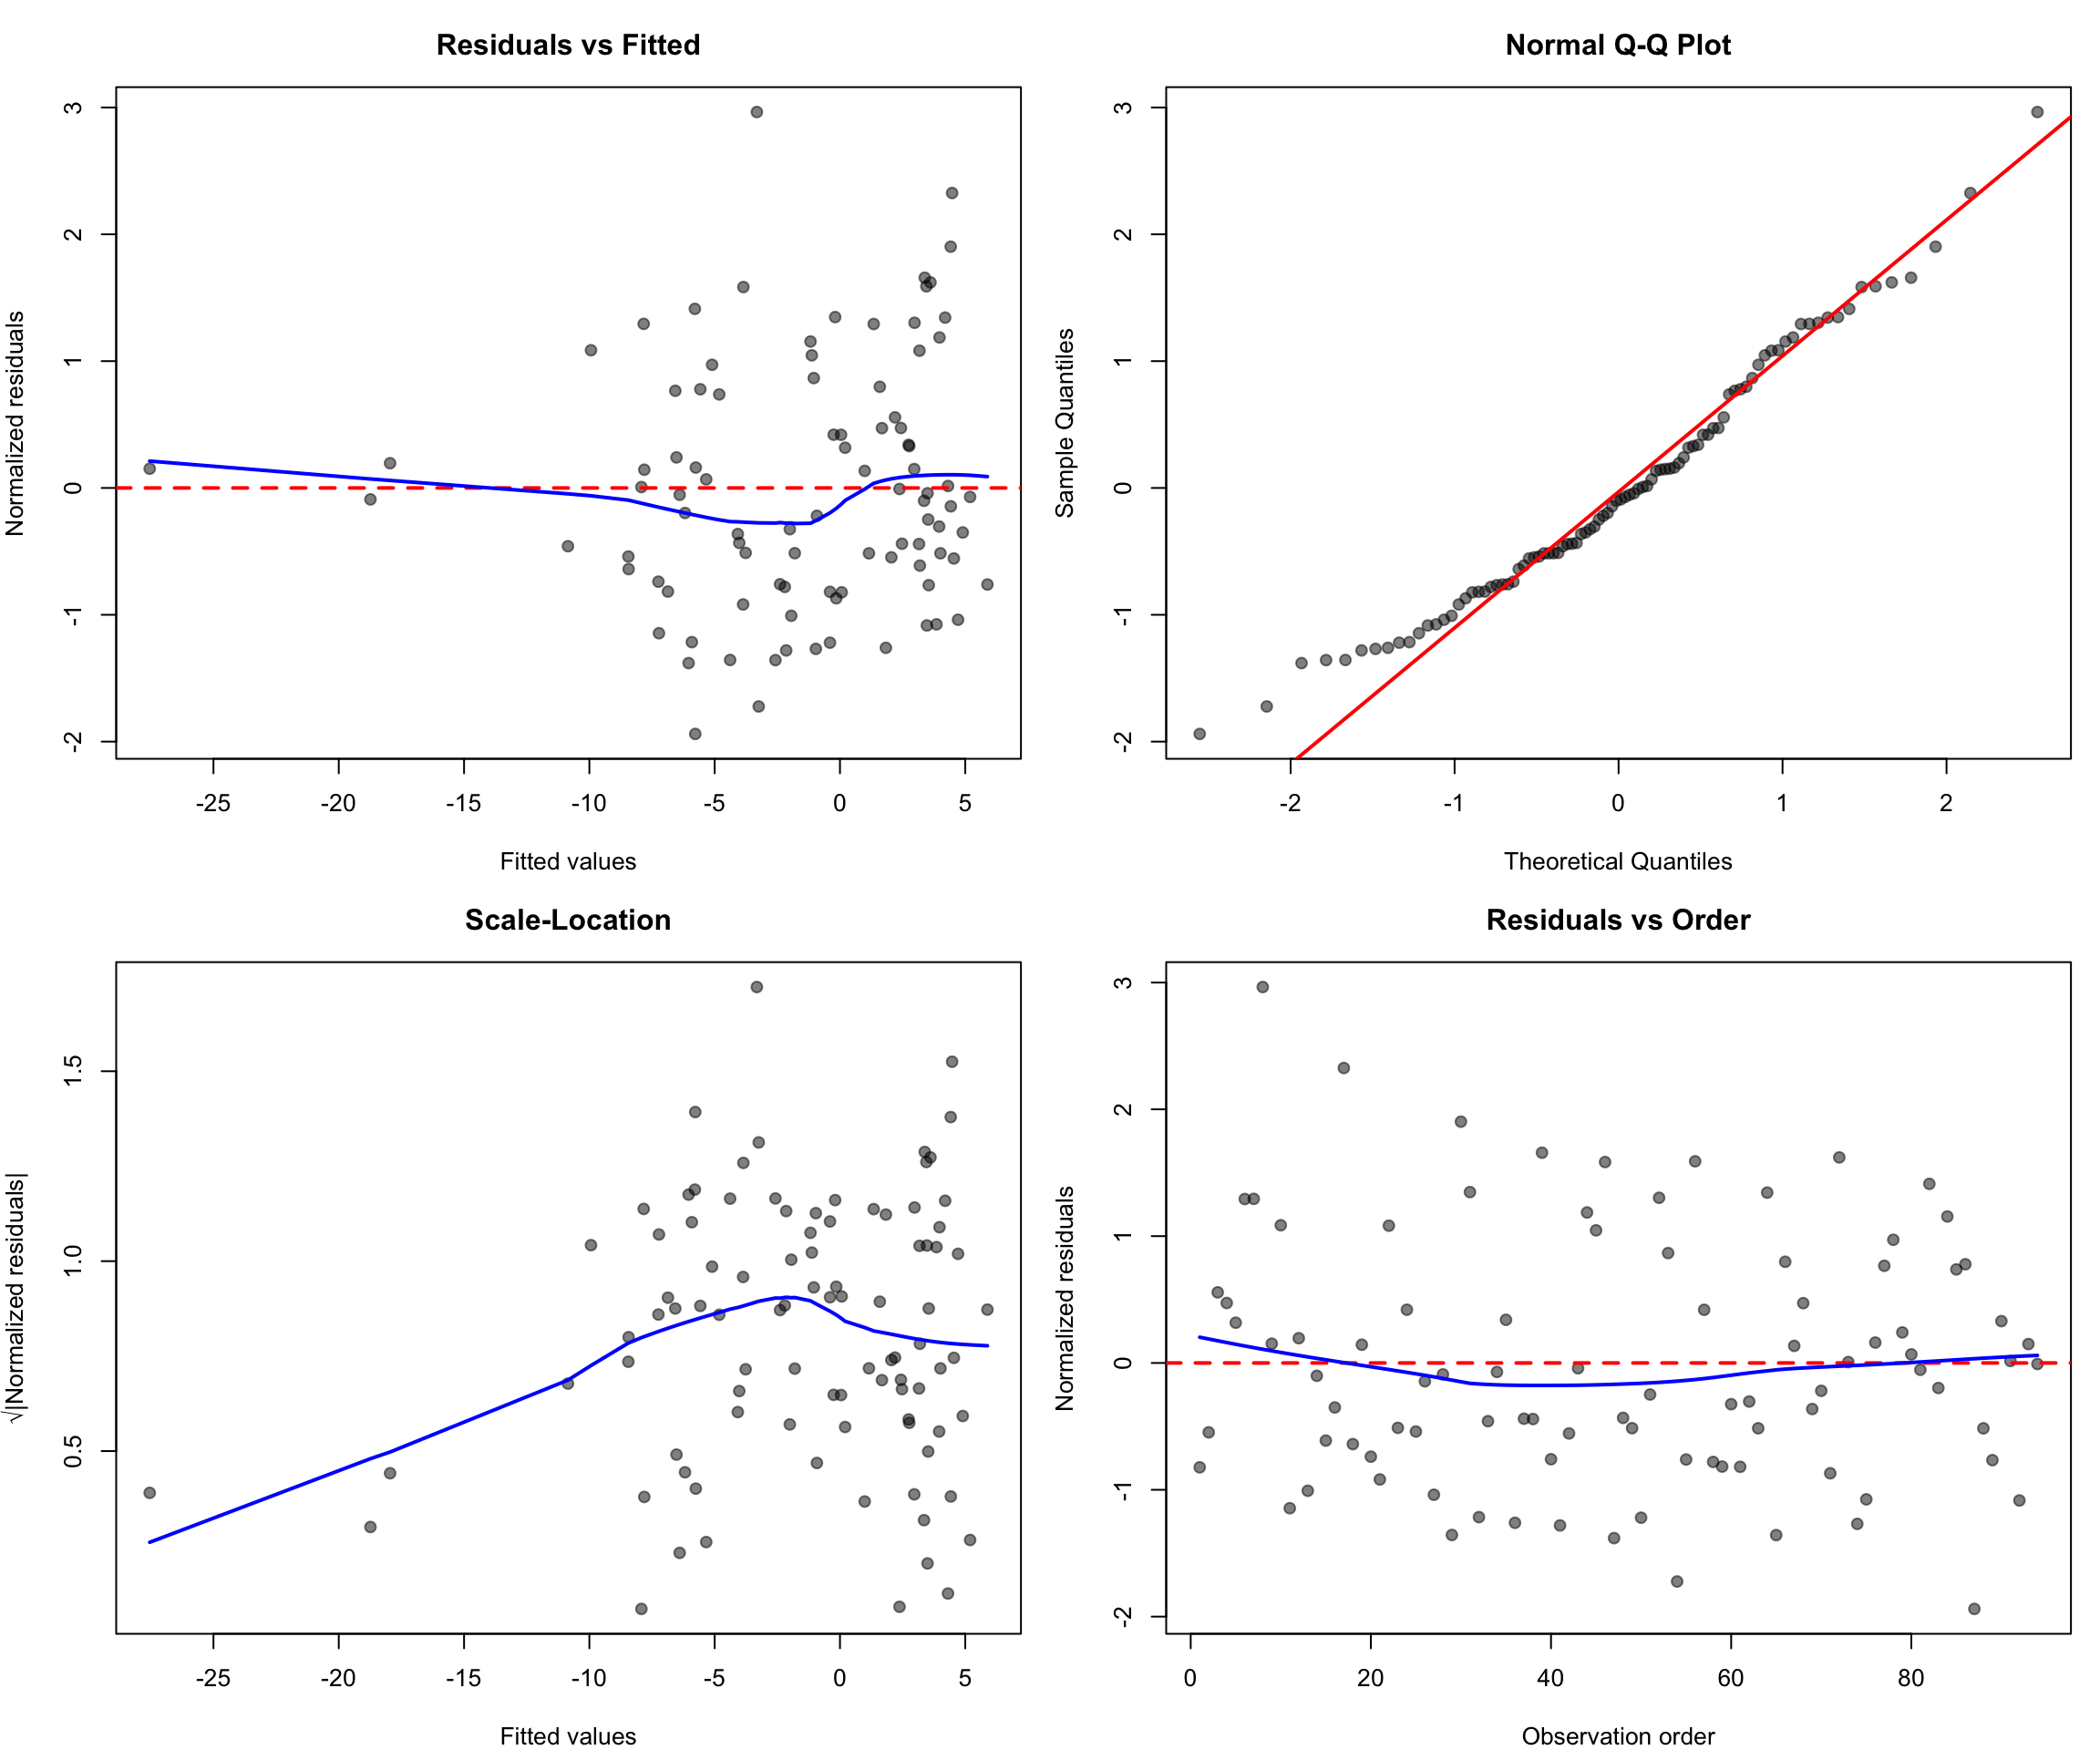 Residuals vs Fitted
Normalized residuals
3
2
1
0
-1
-2
-25 -20 -15 -10 -5 0 5
Fitted values
Normal Q-Q Plot
Sample Quantiles
3
2
1
0
-1
-2
-2 -1 0 1 2
Theoretical Quantiles
Scale-Location
√|Normalized residuals|
1.5
1.0
0.5
-25 -20 -15 -10 -5 0 5
Fitted values
Residuals vs Order
Normalized residuals
3
2
1
0
-1
-2
0 20 40 60 80
Observation order